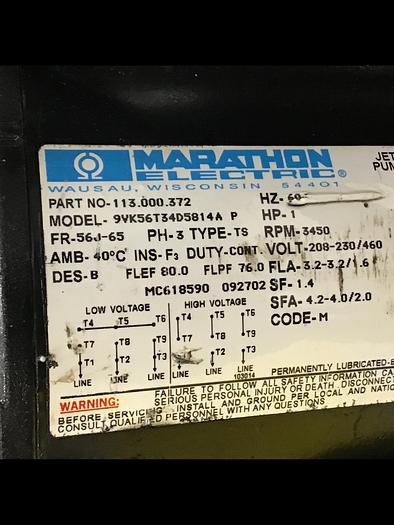 MARATHON
ELECTRIC®
WAUSAU, WISCONSIN 54401
JET
PUM
PART NO-113.000.372 HZ-60
MODEL- 9VK56T34D5814A P HP-1
FR-56J-65 PH-3 TYPE-TS RPM-3450
AMB-40°C INS-F3 DUTY-CONT. VOLT-208-230/460
DES-B FLEF 80.0 FLPF 76.0 FLA-3.2-3.2/1.6
MC618590 092702 SF-1.4
SFA-4.2-4.0/2.0
CODE-M
LOW VOLTAGE HIGH VOLTAGE
T4 T5 T6 T4 T5 T6
T7 T8 T9 T7 T8 T9
T1 T2 T3 T2 T3
LINE LINE LINE LINE LINE LINE
103014
PERMANENTLY LUBRICATED-B
WARNING: FAILURE TO FOLLOW ALL SAFETY INFORMATION CA
SERIOUS PERSONAL INJURY OR DEATH. DISCONNECT
BEFORE SERVICING. INSTALL AND GROUND PER LOCAL AND NATIO
CONSULT QUALIFIED PERSONNEL WITH ANY QUESTIONS!